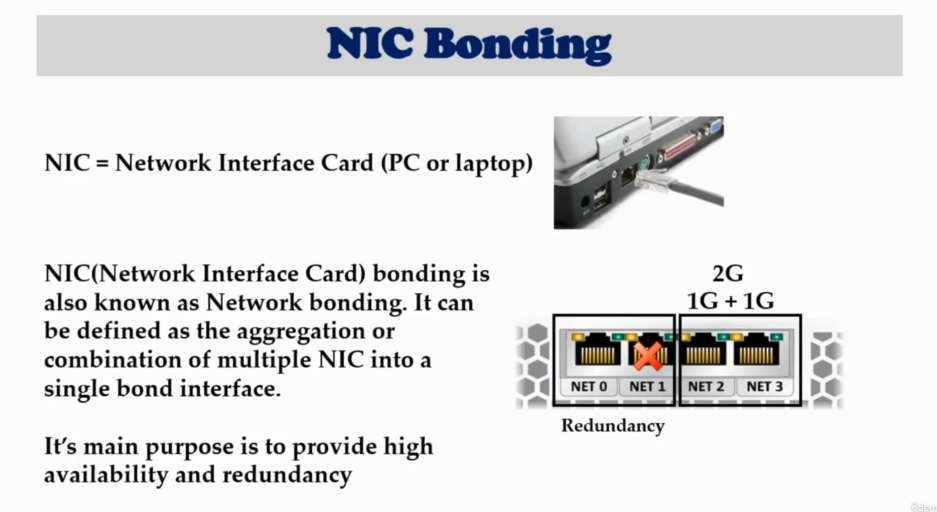 NIC Bonding
NIC = Network Interface Card (PC or laptop)
NIC(Network Interface Card) bonding is
also known as Network bonding. It can
be defined as the aggregation or
combination of multiple NIC into a
single bond interface.
It's main purpose is to provide high
availability and redundancy
2G
1G + 1G
NET 0
NET 1
NET 2
NET 3
Redundancy